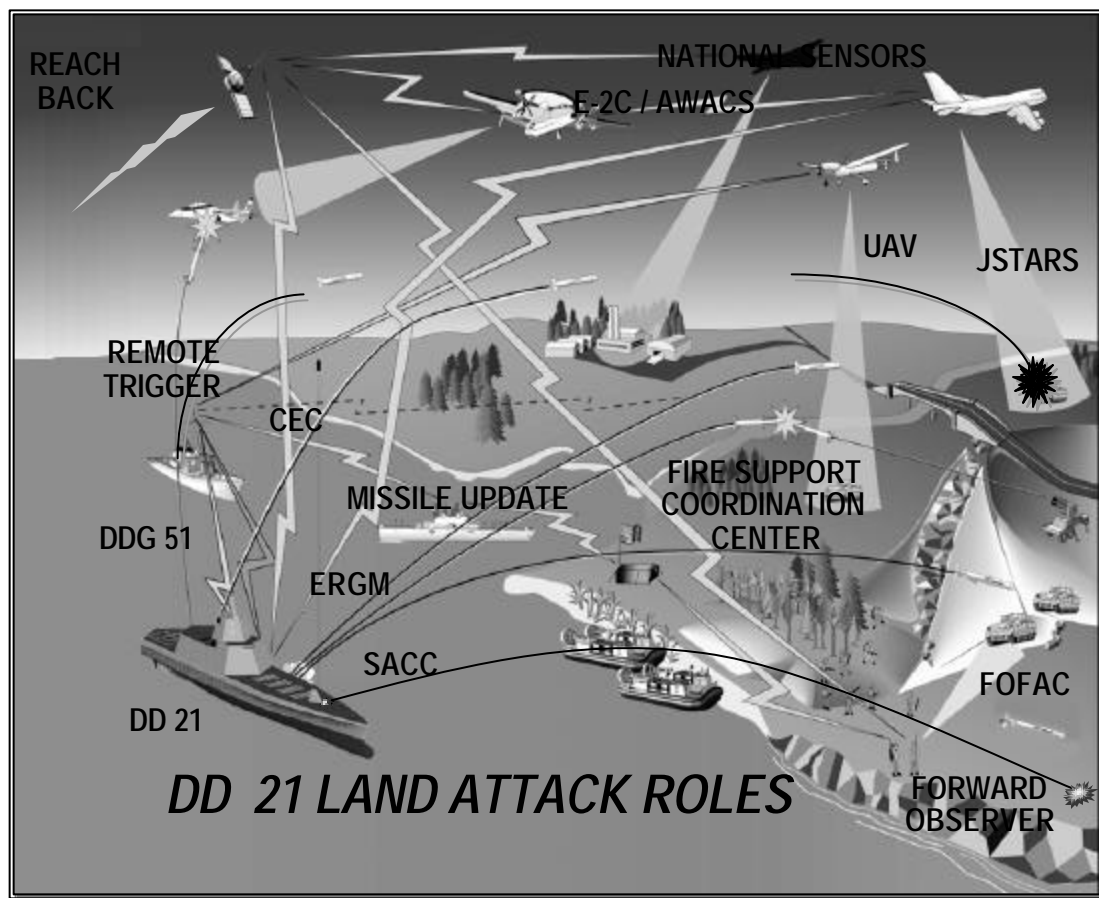 REACH
BACK
NATIONAL SENSORS
E-2C / AWACS
UAV
JSTARS
REMOTE
TRIGGER
CEC
MISSILE UPDATE
FIRE SUPPORT
COORDINATION
CENTER
DDG 51
ERGM
SACC
FOFAC
DD 21
DD 21 LAND ATTACK ROLES
FORWARD
OBSERVER